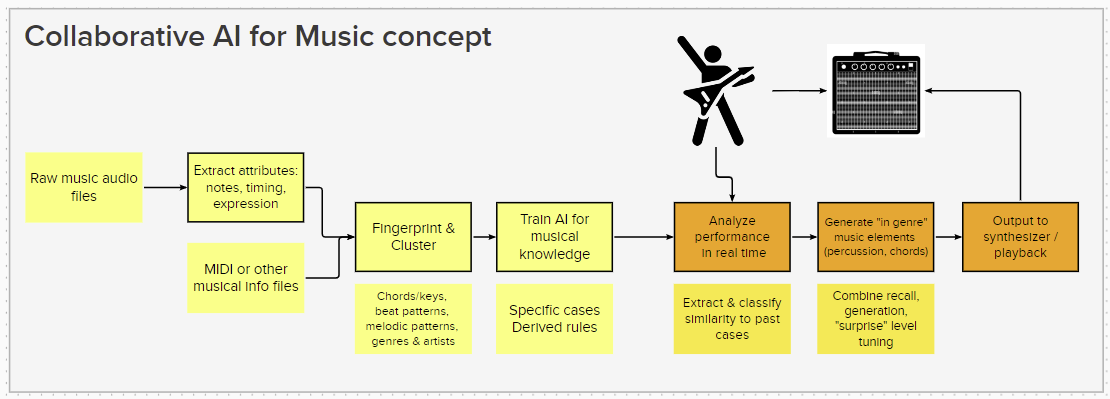 Collaborative AI for Music concept
Raw music audio
files
Extract attributes:
notes, timing,
expression
MIDI or other
musical info files
Fingerprint &
Cluster
Chords/keys,
beat patterns,
melodic patterns,
genres & artists
Train AI for
musical
knowledge
Specific cases
Derived rules
Analyze
performance
in real time
Extract & classify
similarity to past
cases
Generate "in genre"
music elements
(percussion, chords)
Combine recall,
generation,
"surprise" level
tuning
Output to
synthesizer /
playback